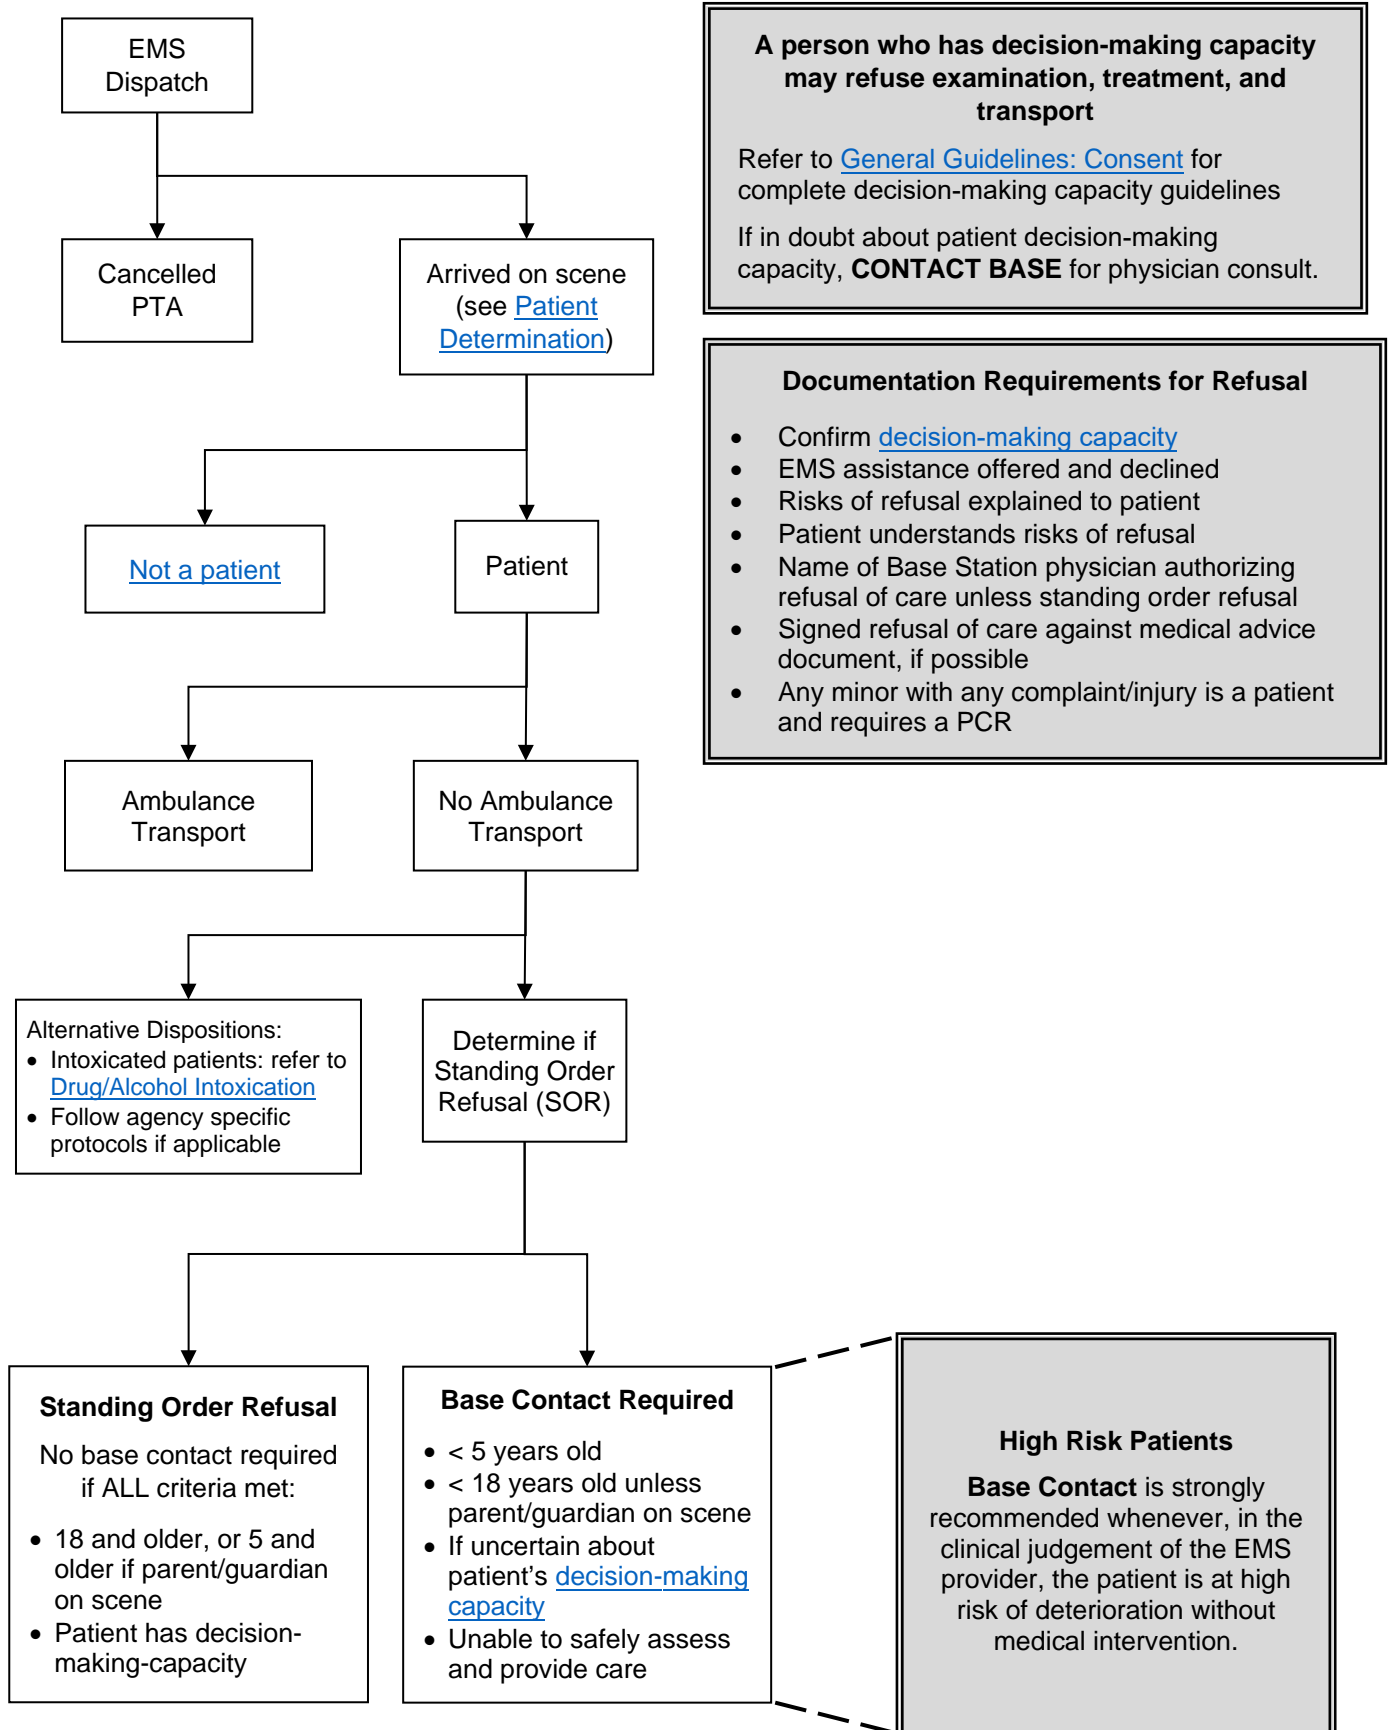 EMS
Dispatch
A person who has decision-making capacity
may refuse examination, treatment, and
transport
Refer to General Guidelines: Consent for
complete decision-making capacity guidelines
If in doubt about patient decision-making
capacity, CONTACT BASE for physician consult.
Cancelled
PTA
Arrived on scene
(see Patient
Determination)
Documentation Requirements for Refusal
• Confirm decision-making capacity
• EMS assistance offered and declined
• Risks of refusal explained to patient
• Patient understands risks of refusal
• Name of Base Station physician authorizing
refusal of care unless standing order refusal
• Signed refusal of care against medical advice
document, if possible
• Any minor with any complaint/injury is a patient
and requires a PCR
Not a patient
Patient
Ambulance
Transport
No Ambulance
Transport
Alternative Dispositions:
• Intoxicated patients: refer to
Drug/Alcohol Intoxication
• Follow agency specific
protocols if applicable
Determine if
Standing Order
Refusal (SOR)
Standing Order Refusal
No base contact required
if ALL criteria met:
• 18 and older, or 5 and
older if parent/guardian
on scene
• Patient has decision-
making-capacity
Base Contact Required
• < 5 years old
• < 18 years old unless
parent/guardian on scene
• If uncertain about
patient's decision-making
capacity
• Unable to safely assess
and provide care
High Risk Patients
Base Contact is strongly
recommended whenever, in the
clinical judgement of the EMS
provider, the patient is at high
risk of deterioration without
medical intervention.